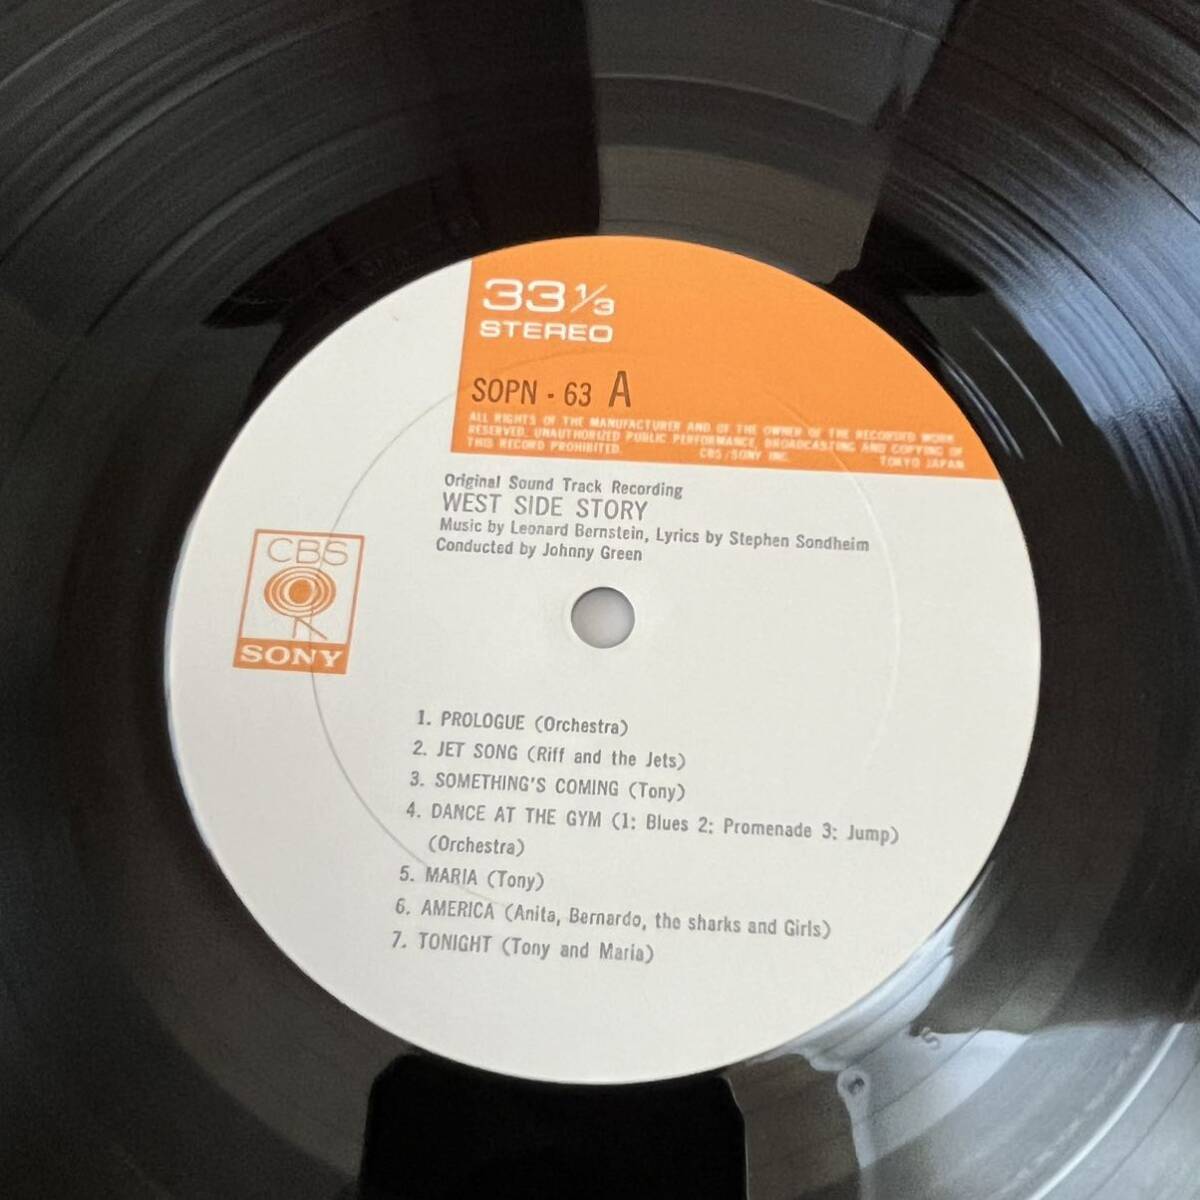 33 1/3
STEREO
SOPN - 63 A
ALL RIGHTS OF THE MANUFACTURER AND OF THE OWNER OF THE RECORDED WORK
RESERVED. UNAUTHORIZED PUBLIC PERFORMANCE, BROADCASTING AND COPYING OF
THIS RECORD PROHIBITED. CBS/SONY INC. TOKYO JAPAN
Original Sound Track Recording
WEST SIDE STORY
Music by Leonard Bernstein, Lyrics by Stephen Sondheim
Conducted by Johnny Green
CBS
SONY
1. PROLOGUE (Orchestra)
2. JET SONG (Riff and the Jets)
3. SOMETHING'S COMING (Tony)
4. DANCE AT THE GYM (1: Blues 2: Promenade 3: Jump)
(Orchestra)
5. MARIA (Tony)
6. AMERICA (Anita, Bernardo, the sharks and Girls)
7. TONIGHT (Tony and Maria)